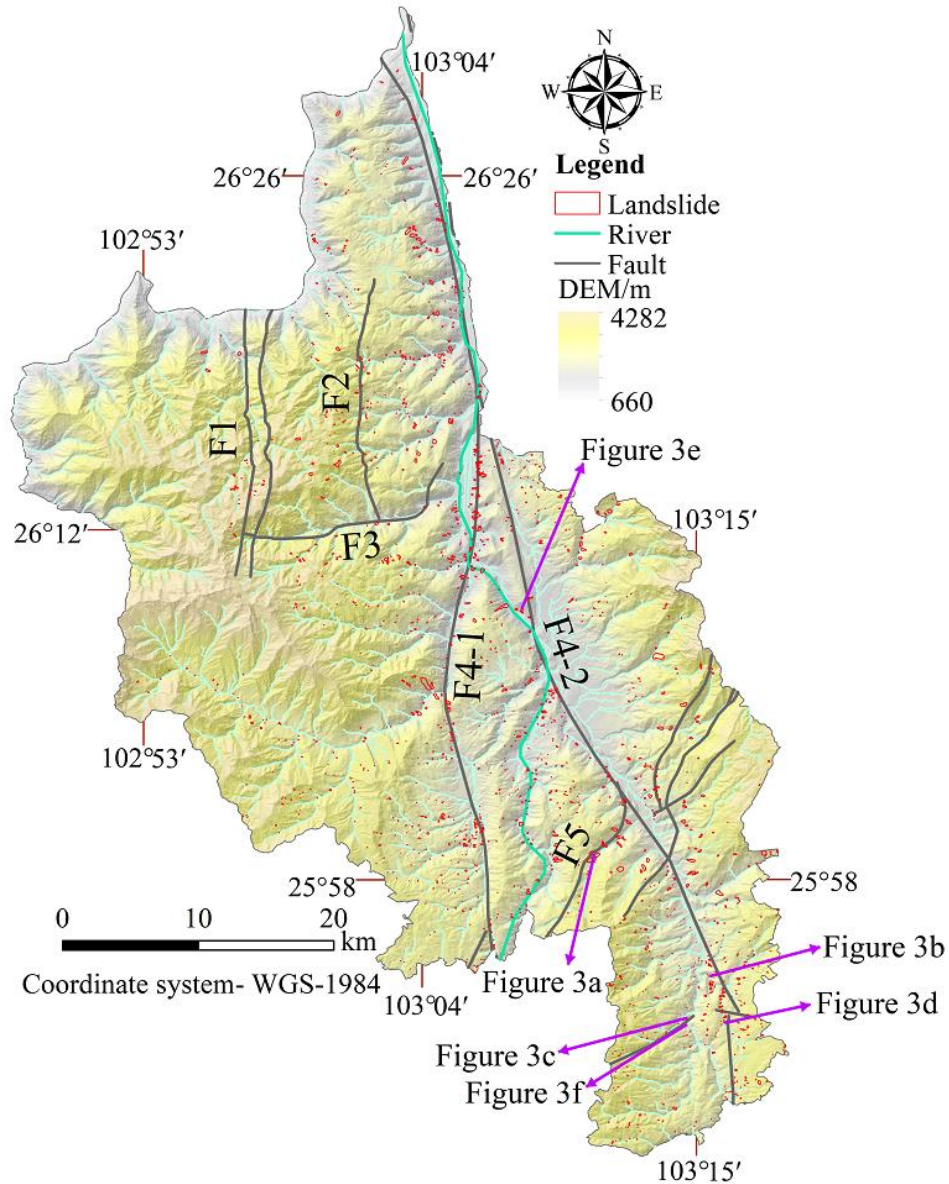 N
103°04′
W
E
S
Legend
26°26′
26°26′
Landslide
River
102°53′
Fault
DEM/m
4282
660
F2
F1
Figure 3e
103°15′
26°12′
F3
F4-1
F4-2
102°53′
F5
25°58
25°58
0 10 20 km
Figure 3b
Coordinate system- WGS-1984
Figure 3a
103°04′
Figure 3d
Figure 3c
Figure 3f
103°15′